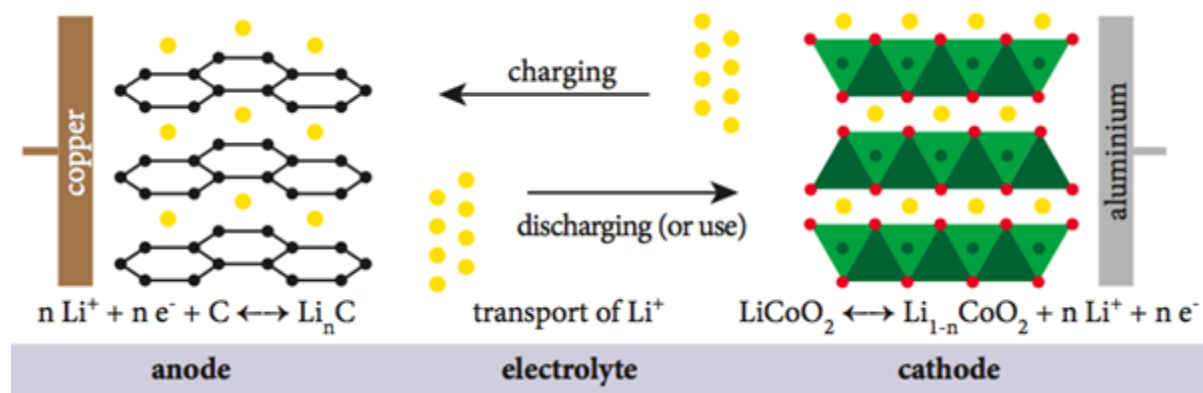 copper
charging
discharging (or use)
aluminium
n Li⁺ + n e⁻ + C ⟷ LiₙC
transport of Li⁺
LiCoO₂ ⟷ Li₁₋ₙCoO₂ + n Li⁺ + n e⁻
anode
electrolyte
cathode